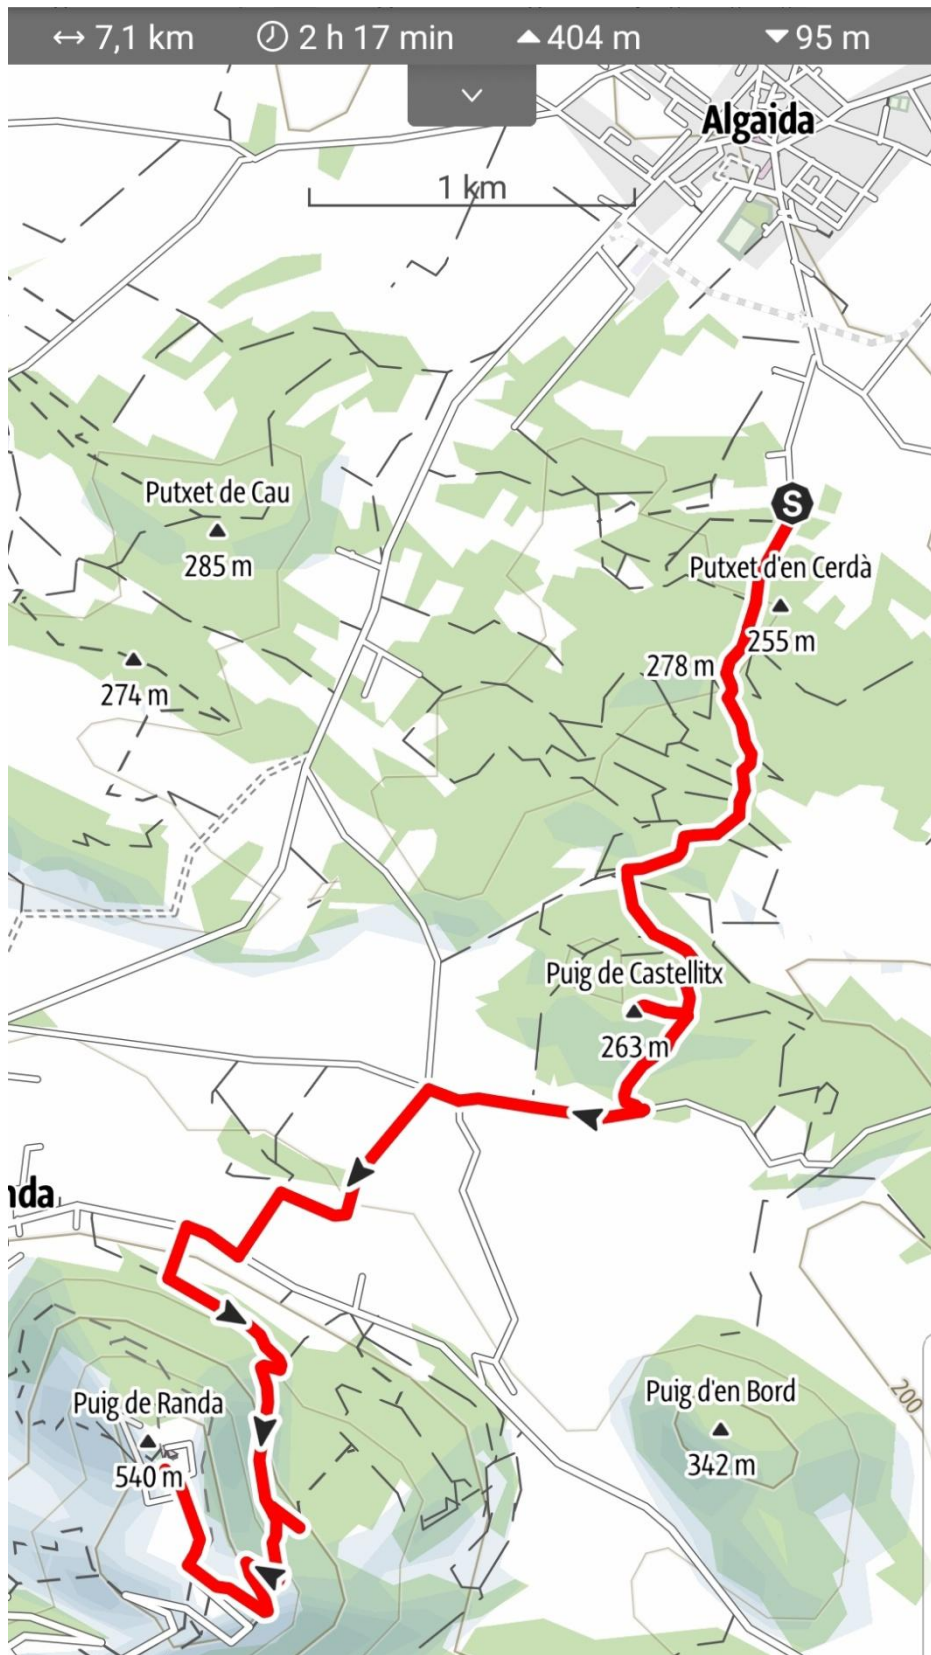 7,1 km 2 h 17 min 404 m 95 m
Algaida
1 km
Putxet de Cau
285 m
S
Putxet d'en Cerdà
255 m
278 m
274 m
Puig de Castellitx
263 m
nda
Puig de Randa
540 m
Puig d'en Bord
342 m
200